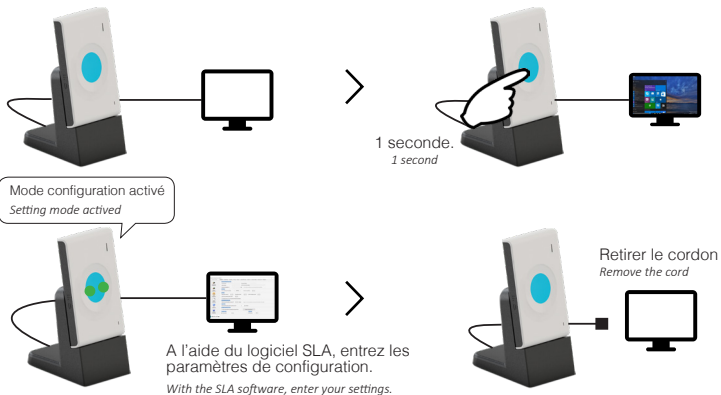 1 seconde.
1 second
Mode configuration activé
Setting mode actived
A l'aide du logiciel SLA, entrez les
paramètres de configuration.
With the SLA software, enter your settings.
Retirer le cordon
Remove the cord